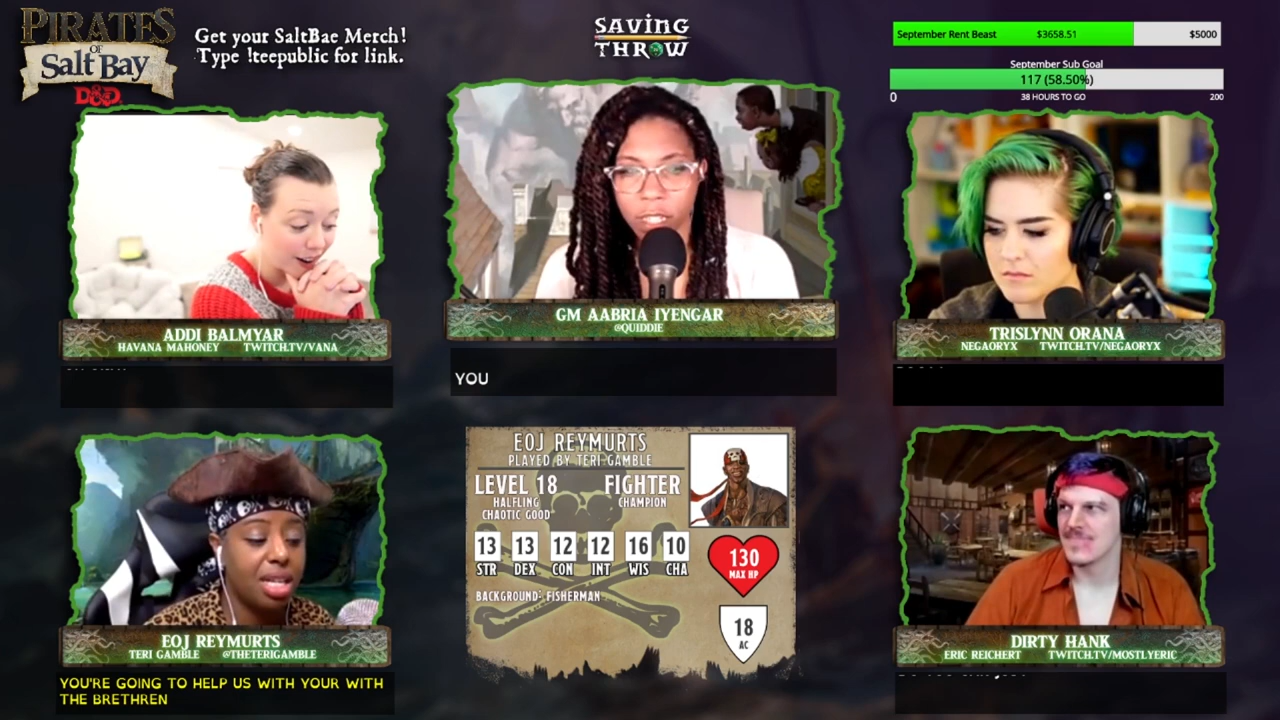 PIRATES
OF
Salt Bay
D&D
Get your SaltBae Merch!
Type !teepublic for link.
SAVING
THROW
September Rent Beast $3658.51 $5000
September Sub Goal
117 (58.50%)
0 38 HOURS TO GO 200
ADDI BALMYAR
HAVANA MAHONEY TWITCH.TV/VANA
GM AABRIA IYENGAR
@QUIDDIE
YOU
TRISLYNN ORANA
NEGAORYX TWITCH.TV/NEGAORYX
EOJ REYMURTS
PLAYED BY TERI GAMBLE
LEVEL 18 FIGHTER
HALFLING CHAMPION
CHAOTIC GOOD
13 13 12 12 16 10
STR DEX CON INT WIS CHA
130
MAX HP
BACKGROUND: FISHERMAN
18
AC
EOJ REYMURTS
TERI GAMBLE @THETERIGAMBLE
YOU'RE GOING TO HELP US WITH YOUR WITH
THE BRETHREN
DIRTY HANK
ERIC REICHERT TWITCH.TV/MOSTLYERIC